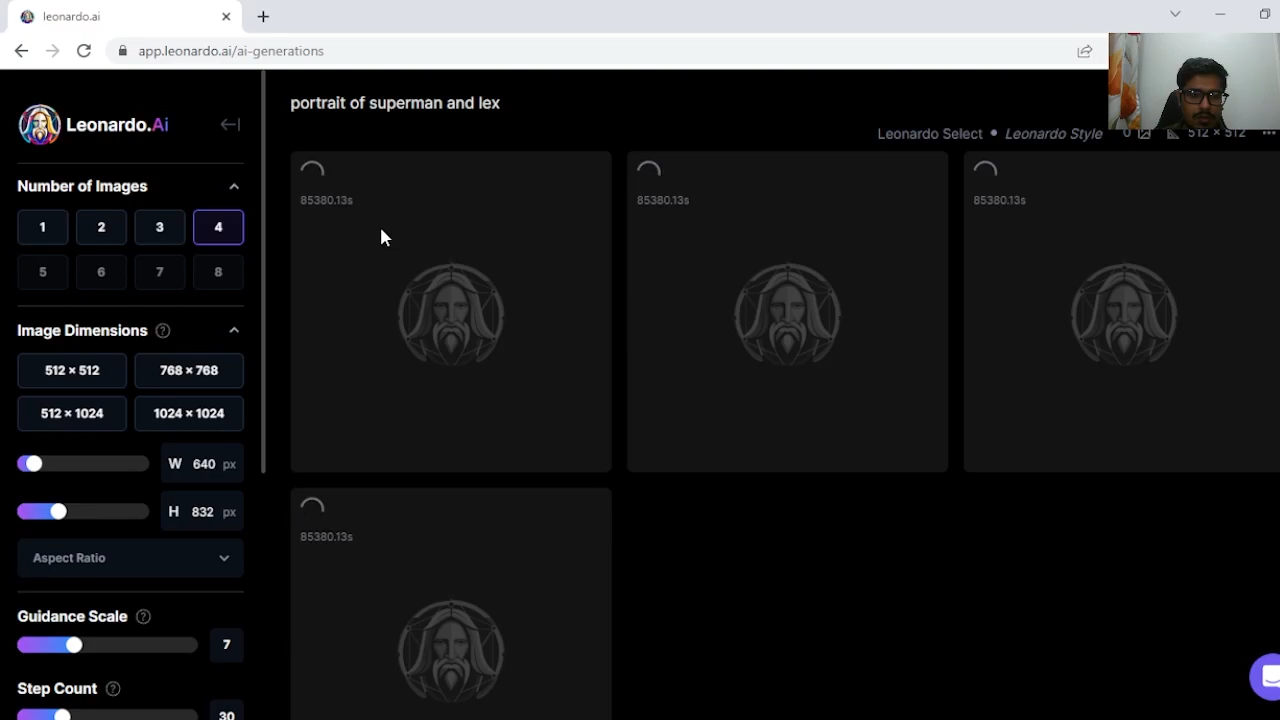 leonardo.ai
app.leonardo.ai/ai-generations
Leonardo.Ai
Number of Images
1 2 3 4
5 6 7 8
Image Dimensions ?
512 × 512 768 × 768
512 × 1024 1024 × 1024
W 640 px
H 832 px
Aspect Ratio
Guidance Scale ?
7
Step Count ?
30
portrait of superman and lex
Leonardo Select • Leonardo Style 0 512 × 512
85380.13s 85380.13s 85380.13s
85380.13s